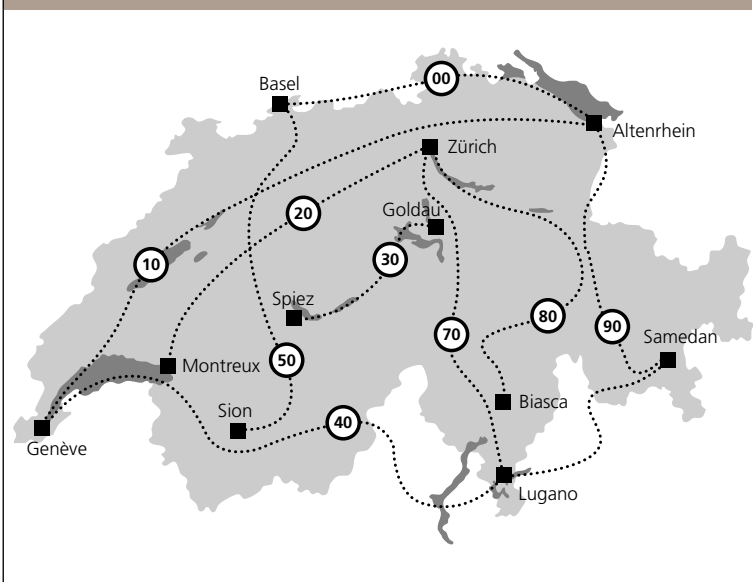 00
Basel
Altenrhein
Zürich
20
Goldau
10
30
Spiez
80
90
70
Samedan
50
Montreux
Biasca
Sion
40
Genève
Lugano